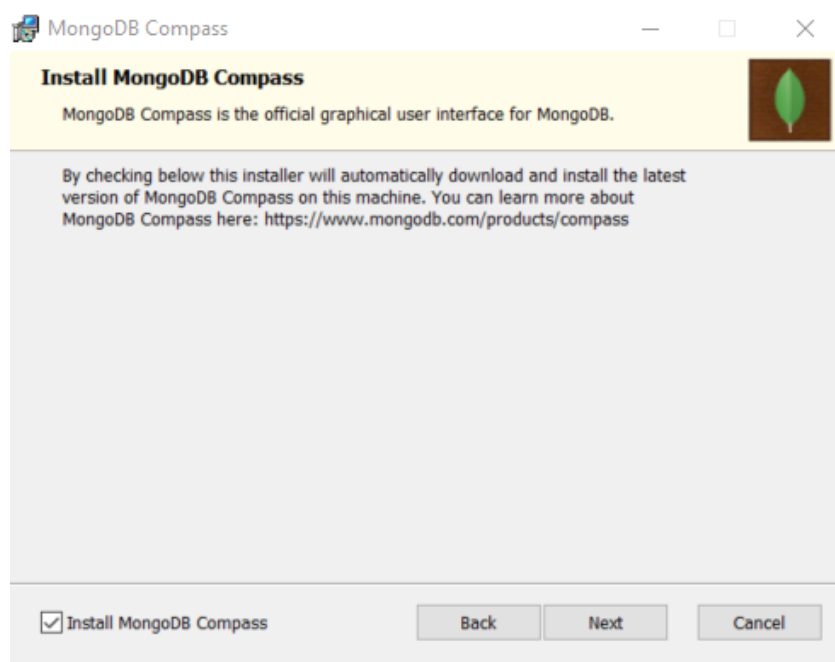 MongoDB Compass
Install MongoDB Compass
MongoDB Compass is the official graphical user interface for MongoDB.
By checking below this installer will automatically download and install the latest
version of MongoDB Compass on this machine. You can learn more about
MongoDB Compass here: https://www.mongodb.com/products/compass
Install MongoDB Compass
Back
Next
Cancel